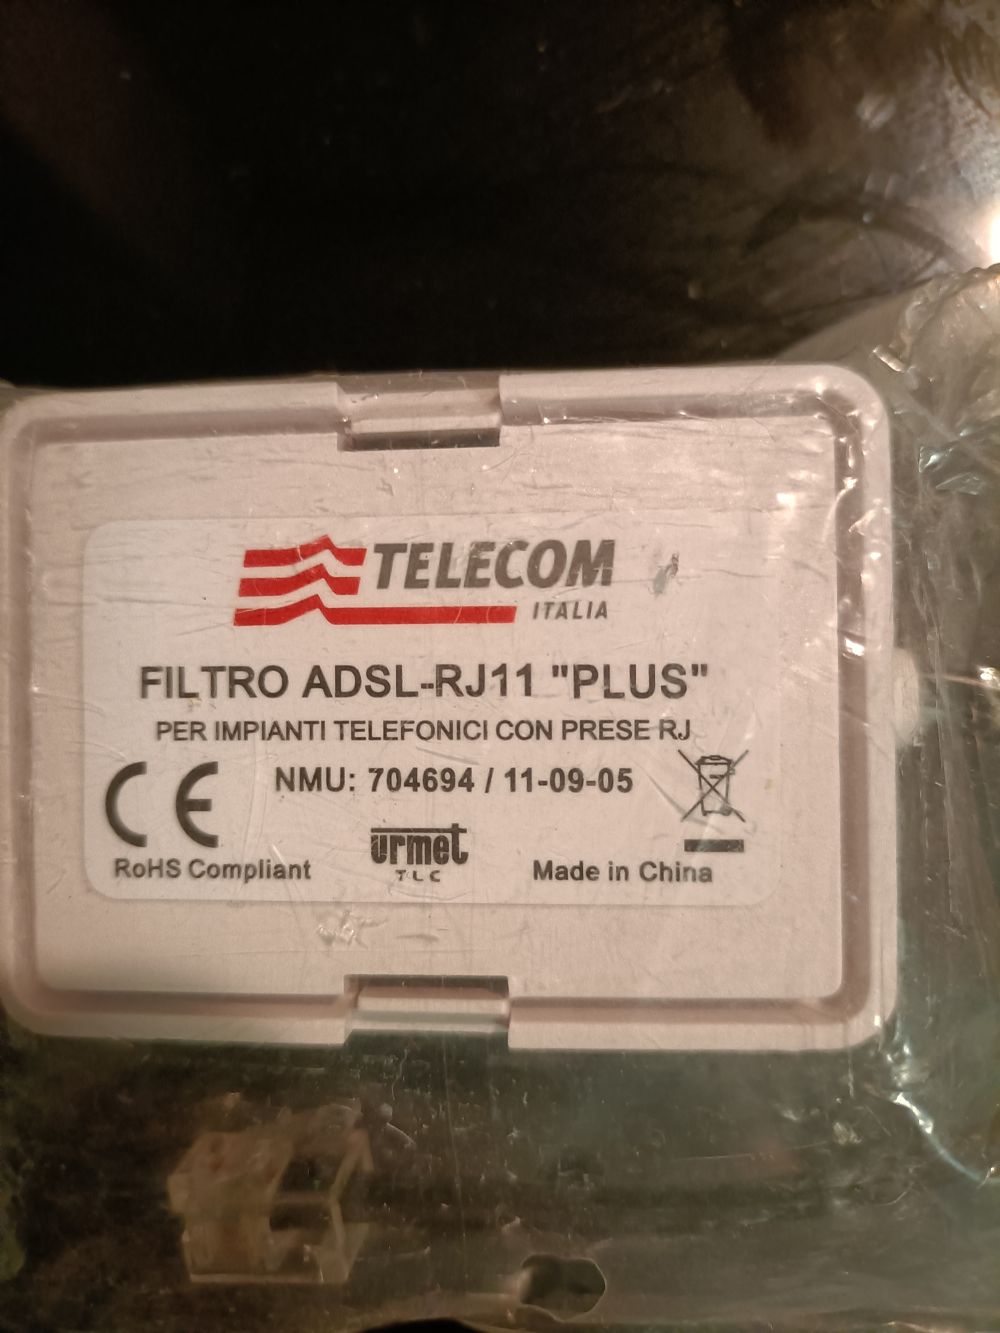 TELECOM
ITALIA
FILTRO ADSL-RJ11 "PLUS"
PER IMPIANTI TELEFONICI CON PRESE RJ
NMU: 704694 / 11-09-05
CE
RoHS Compliant
urmet
TLC
Made in China